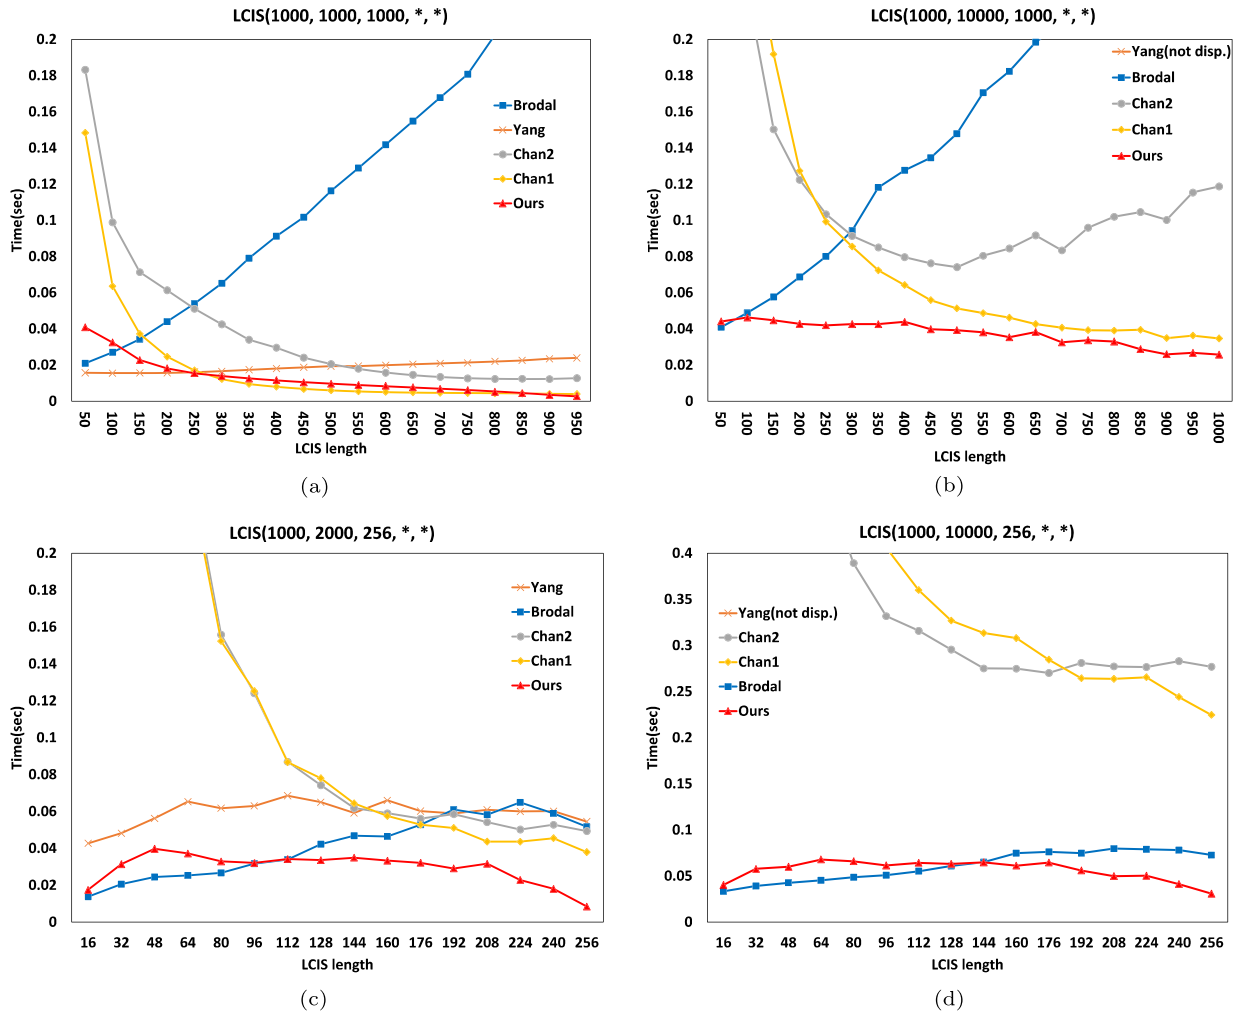 LCIS(1000, 1000, 1000, *, *)
0.2
0.18
0.16
0.14
0.12
0.1
0.08
0.06
0.04
0.02
0
Time(sec)
Brodal
Yang
Chan2
Chan1
Ours
50 100 150 200 250 300 350 400 450 500 550 600 650 700 750 800 850 900 950
LCIS length
(a)
LCIS(1000, 10000, 1000, *, *)
0.2
0.18
0.16
0.14
0.12
0.1
0.08
0.06
0.04
0.02
0
Time(sec)
Yang(not disp.)
Brodal
Chan2
Chan1
Ours
50 100 150 200 250 300 350 400 450 500 550 600 650 700 750 800 850 900 950 1000
LCIS length
(b)
LCIS(1000, 2000, 256, *, *)
0.2
0.18
0.16
0.14
0.12
0.1
0.08
0.06
0.04
0.02
0
Time(sec)
Yang
Brodal
Chan2
Chan1
Ours
16 32 48 64 80 96 112 128 144 160 176 192 208 224 240 256
LCIS length
(c)
LCIS(1000, 10000, 256, *, *)
0.4
0.35
0.3
0.25
0.2
0.15
0.1
0.05
0
Time(sec)
Yang(not disp.)
Chan2
Chan1
Brodal
Ours
16 32 48 64 80 96 112 128 144 160 176 192 208 224 240 256
LCIS length
(d)